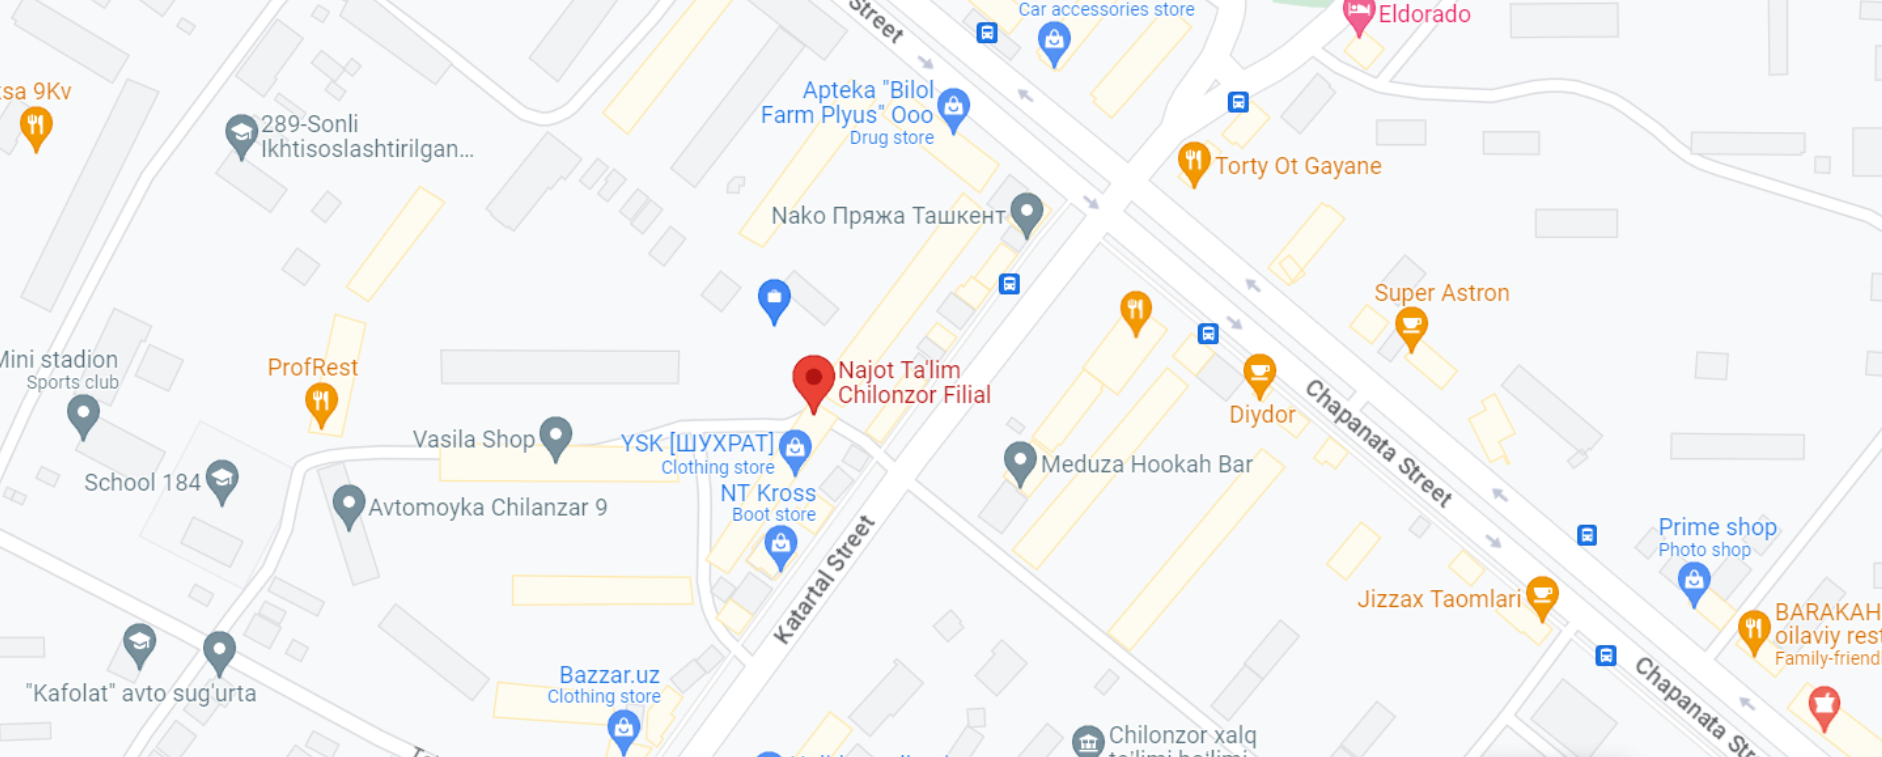 Street
Car accessories store
Eldorado
sa 9Kv
Apteka "Bilol
Farm Plyus" Ooo
Drug store
289-Sonli
Ikhtisoslashtirilgan...
Torty Ot Gayane
Nako Пряжа Ташкент
Super Astron
Mini stadion
Sports club
ProfRest
Najot Ta'lim
Chilonzor Filial
Diydor
Chapanata Street
Vasila Shop
YSK [ШУХРАТ]
Clothing store
Meduza Hookah Bar
School 184
NT Kross
Boot store
Avtomoyka Chilanzar 9
Katartal Street
Prime shop
Photo shop
Jizzax Taomlari
BARAKAH
oilaviy rest
Family-friendl
"Kafolat" avto sug'urta
Bazzar.uz
Clothing store
Chapanata Str
Chilonzor xalq
ta'limi bo'limi